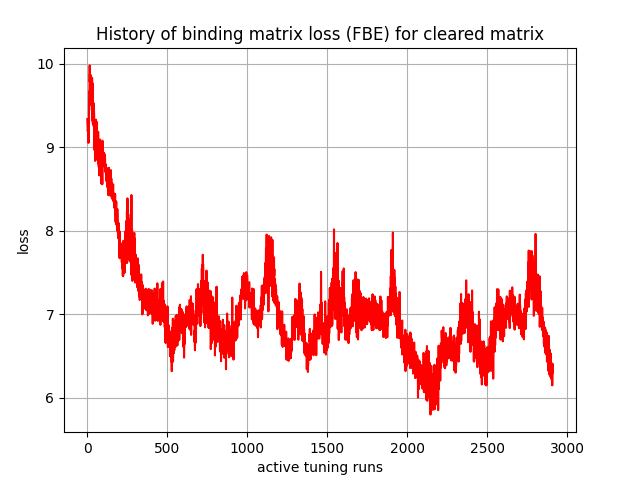 History of binding matrix loss (FBE) for cleared matrix
10
9
8
7
6
loss
0 500 1000 1500 2000 2500 3000
active tuning runs